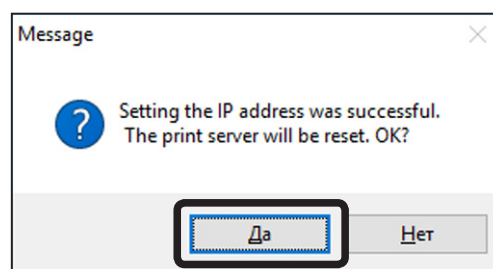 Message
Setting the IP address was successful.
The print server will be reset. OK?
Да
Нет